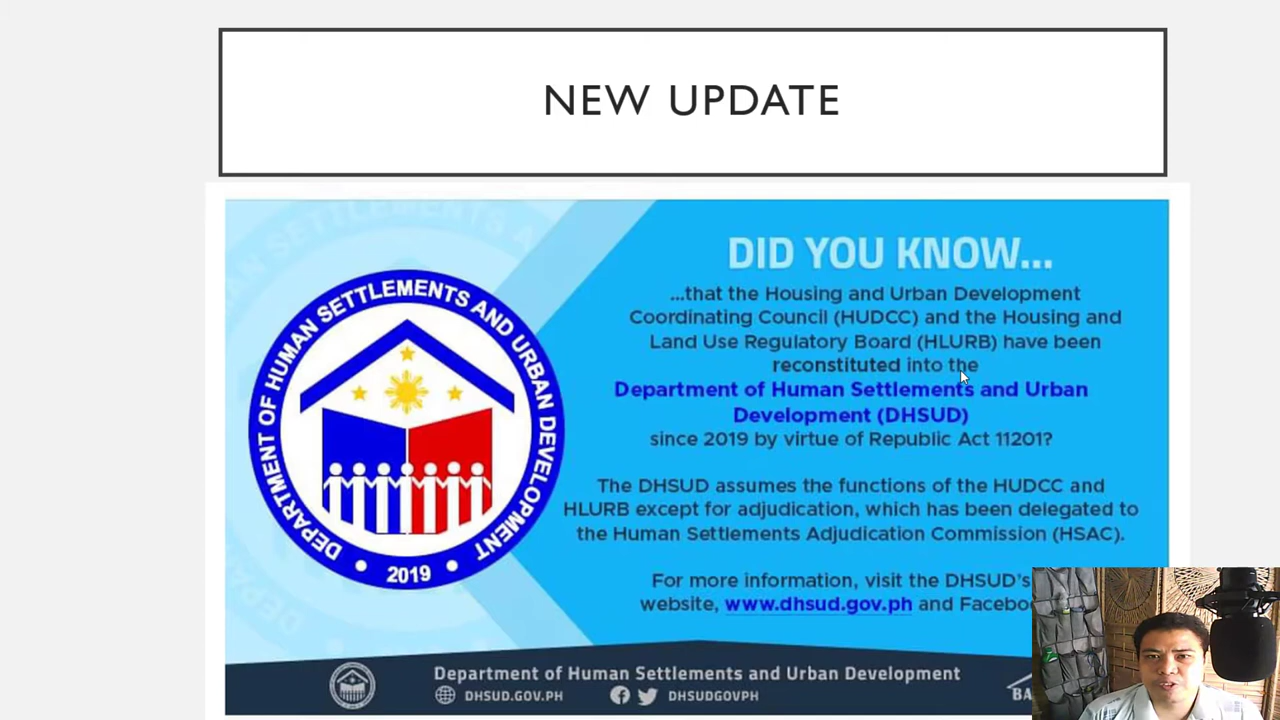 NEW UPDATE
DEPARTMENT OF HUMAN SETTLEMENTS AND URBAN DEVELOPMENT
2019
DID YOU KNOW...
...that the Housing and Urban Development
Coordinating Council (HUDCC) and the Housing and
Land Use Regulatory Board (HLURB) have been
reconstituted into the
Department of Human Settlements and Urban
Development (DHSUD)
since 2019 by virtue of Republic Act 11201?
The DHSUD assumes the functions of the HUDCC and
HLURB except for adjudication, which has been delegated to
the Human Settlements Adjudication Commission (HSAC).
For more information, visit the DHSUD's
website, www.dhsud.gov.ph and
Department of Human Settlements and Urban Development
DHSUD.GOV.PH DHSUDGOVPH